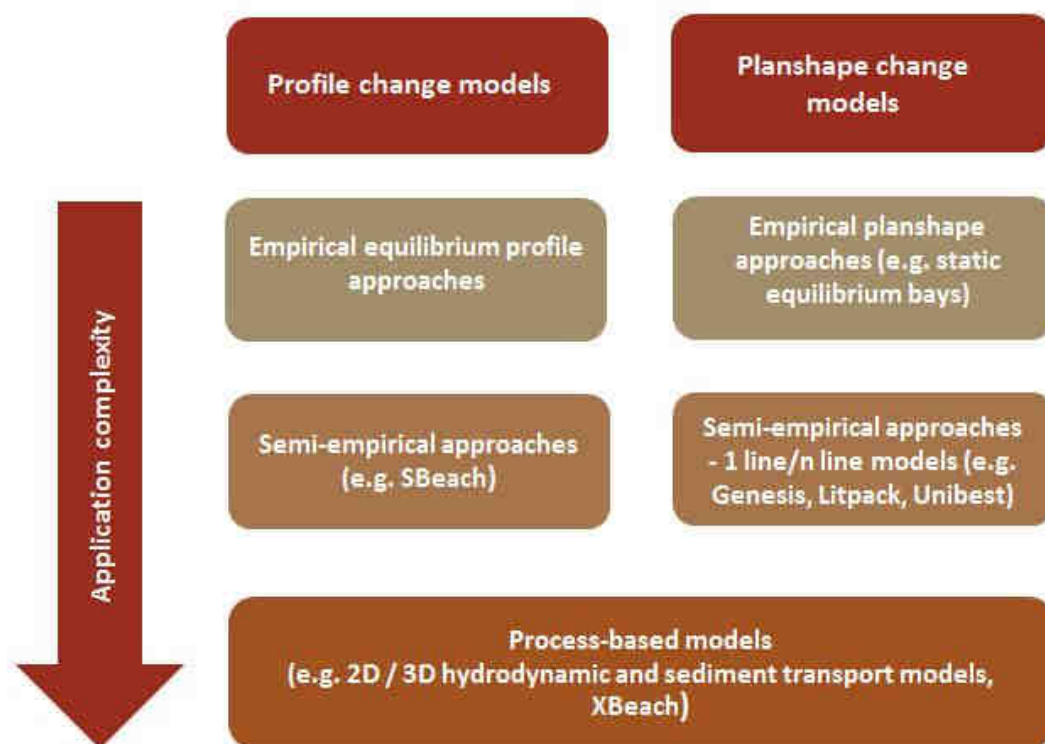 Profile change models
Planshape change
models
Application complexity
Empirical equilibrium profile
approaches
Empirical planshape
approaches (e.g. static
equilibrium bays)
Semi-empirical approaches
(e.g. SBeach)
Semi-empirical approaches
- 1 line/n line models (e.g.
Genesis, Litpack, Unibest)
Process-based models
(e.g. 2D / 3D hydrodynamic and sediment transport models,
XBeach)